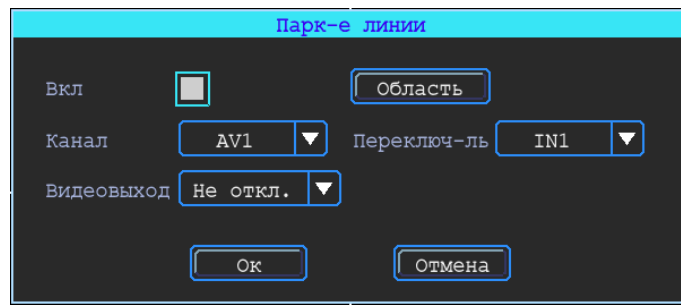 Парк-е линии
Вкл Область
Канал AV1 Переключ-ль IN1
Видеовыход Не откл.
Ок Отмена